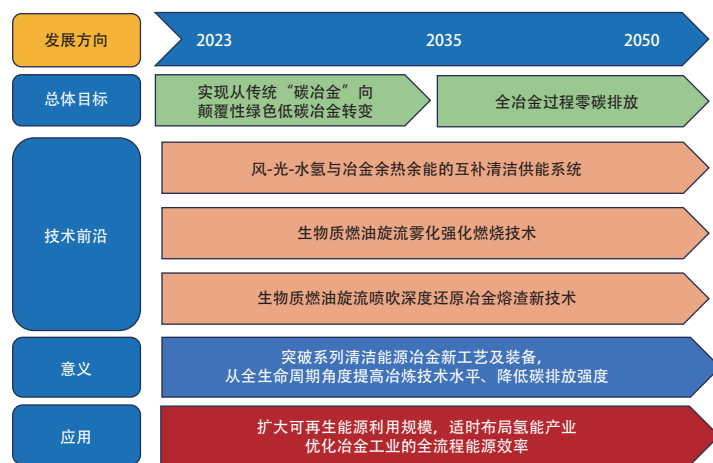 发展方向
2023
2035
2050
总体目标
实现从传统“碳冶金”向
颠覆性绿色低碳冶金转变
全冶金过程零碳排放
技术前沿
风-光-水氢与冶金余热余能的互补清洁供能系统
生物质燃油旋流雾化强化燃烧技术
生物质燃油旋流喷吹深度还原冶金熔渣新技术
意义
突破系列清洁能源冶金新工艺及装备，
从全生命周期角度提高冶炼技术水平、降低碳排放强度
应用
扩大可再生能源利用规模，适时布局氢能产业
优化冶金工业的全流程能源效率